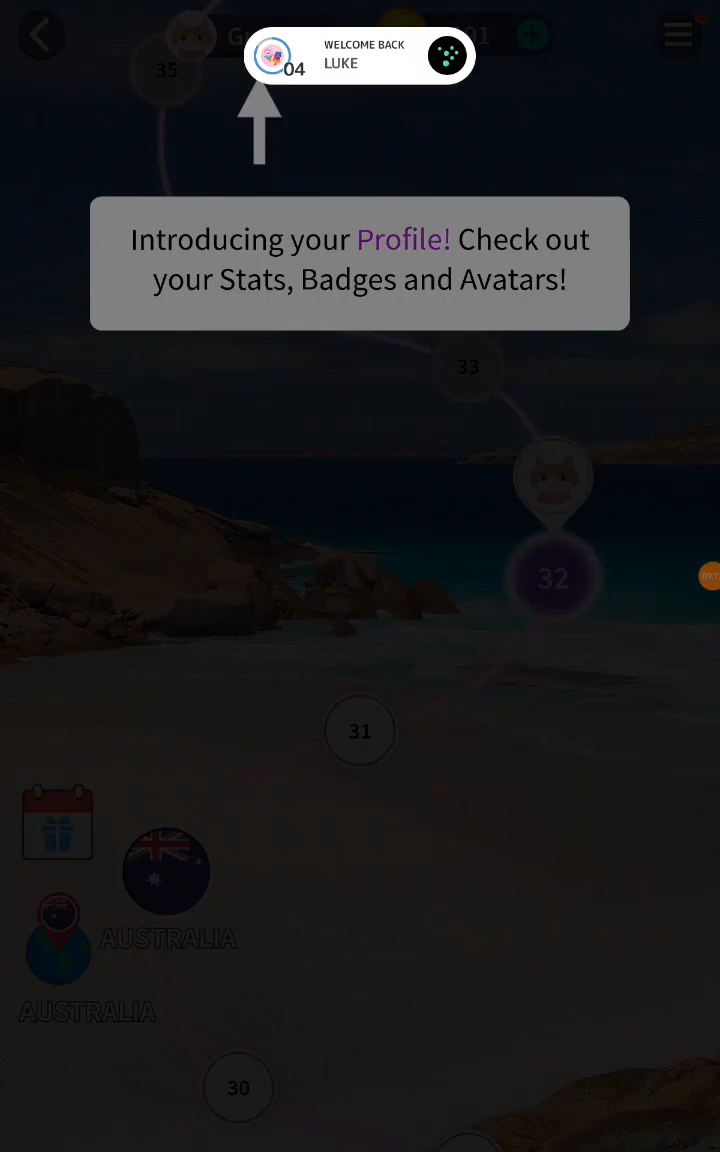 WELCOME BACK
04
LUKE
35
Introducing your Profile! Check out
your Stats, Badges and Avatars!
33
32
31
AUSTRALIA
AUSTRALIA
30